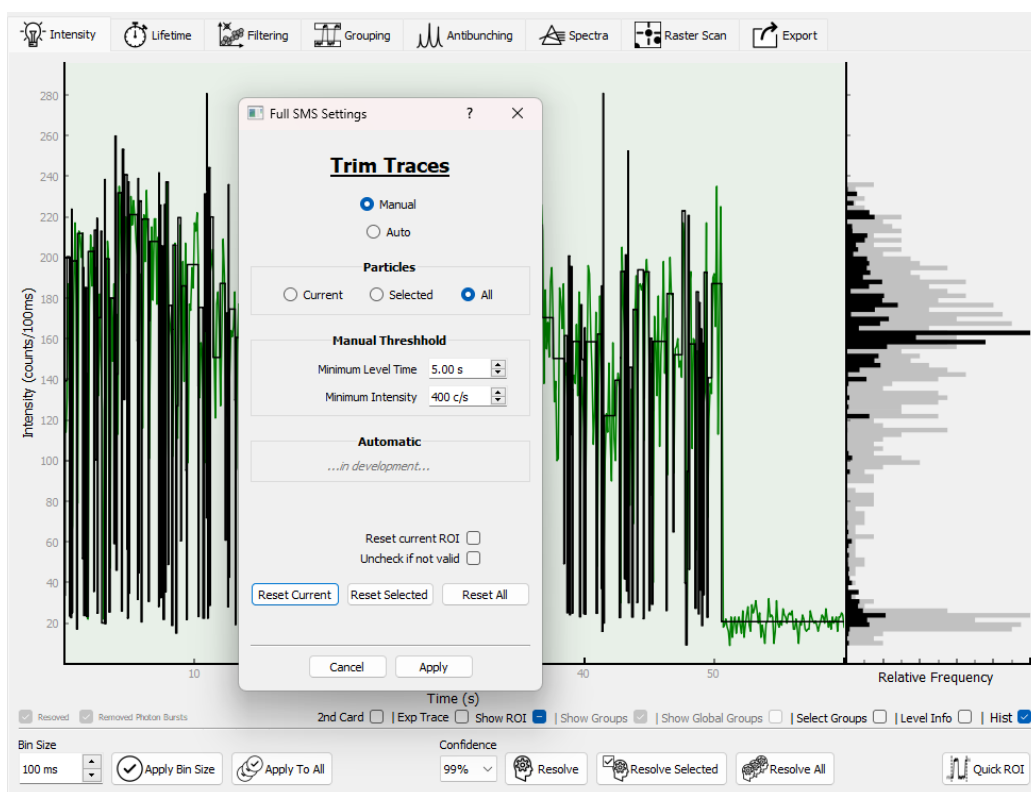 Intensity Lifetime Filtering Grouping Antibunching Spectra Raster Scan Export
Full SMS Settings ? ×
Trim Traces
Manual
Auto
Particles
Current Selected All
Manual Threshhold
Minimum Level Time 5.00 s
Minimum Intensity 400 c/s
Automatic
...in development...
Reset current ROI
Uncheck if not valid
Reset Current Reset Selected Reset All
Cancel Apply
Intensity (counts/100ms)
280
260
240
220
200
180
160
140
120
100
80
60
40
20
10 40 50
Time (s)
Relative Frequency
Resoved Removed Photon Bursts 2nd Card | Exp Trace Show ROI | Show Groups | Show Global Groups | Select Groups | Level Info | Hist
Bin Size Confidence
100 ms Apply Bin Size Apply To All 99% Resolve Resolve Selected Resolve All Quick ROI